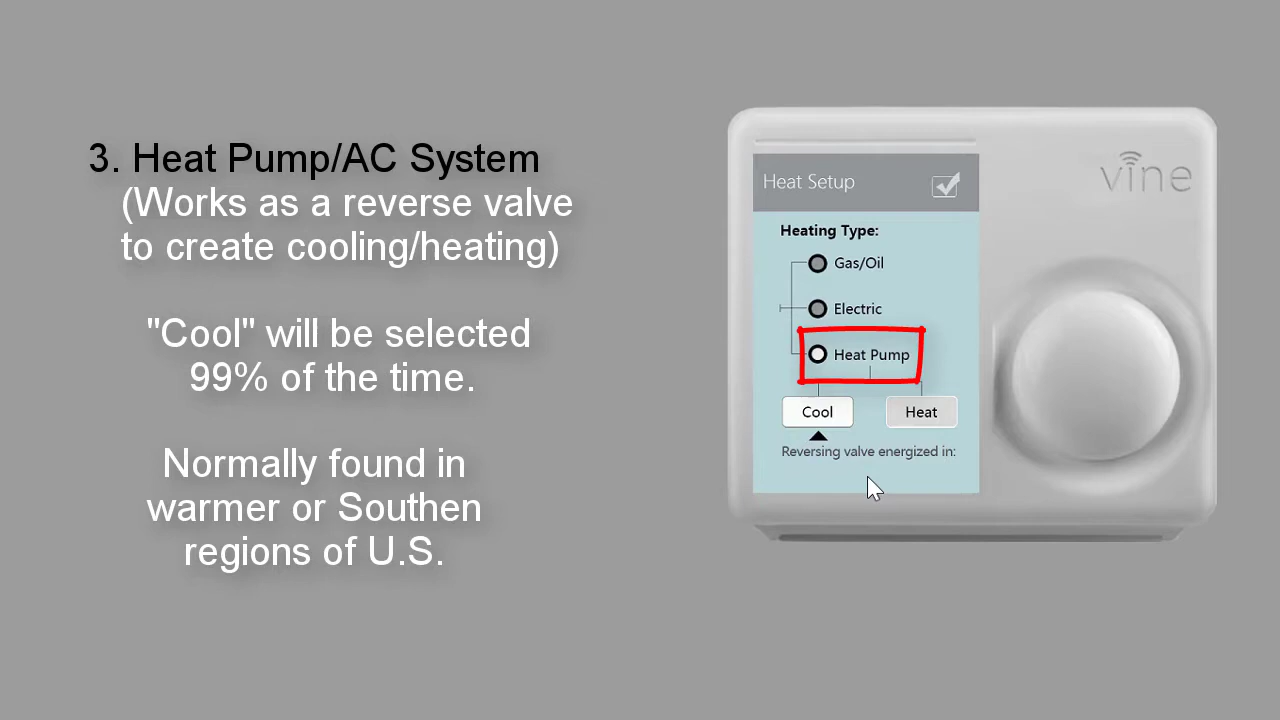 3. Heat Pump/AC System
(Works as a reverse valve
to create cooling/heating)
"Cool" will be selected
99% of the time.
Normally found in
warmer or Southen
regions of U.S.
vine
Heat Setup
Heating Type:
Gas/Oil
Electric
Heat Pump
Cool
Heat
Reversing valve energized in: